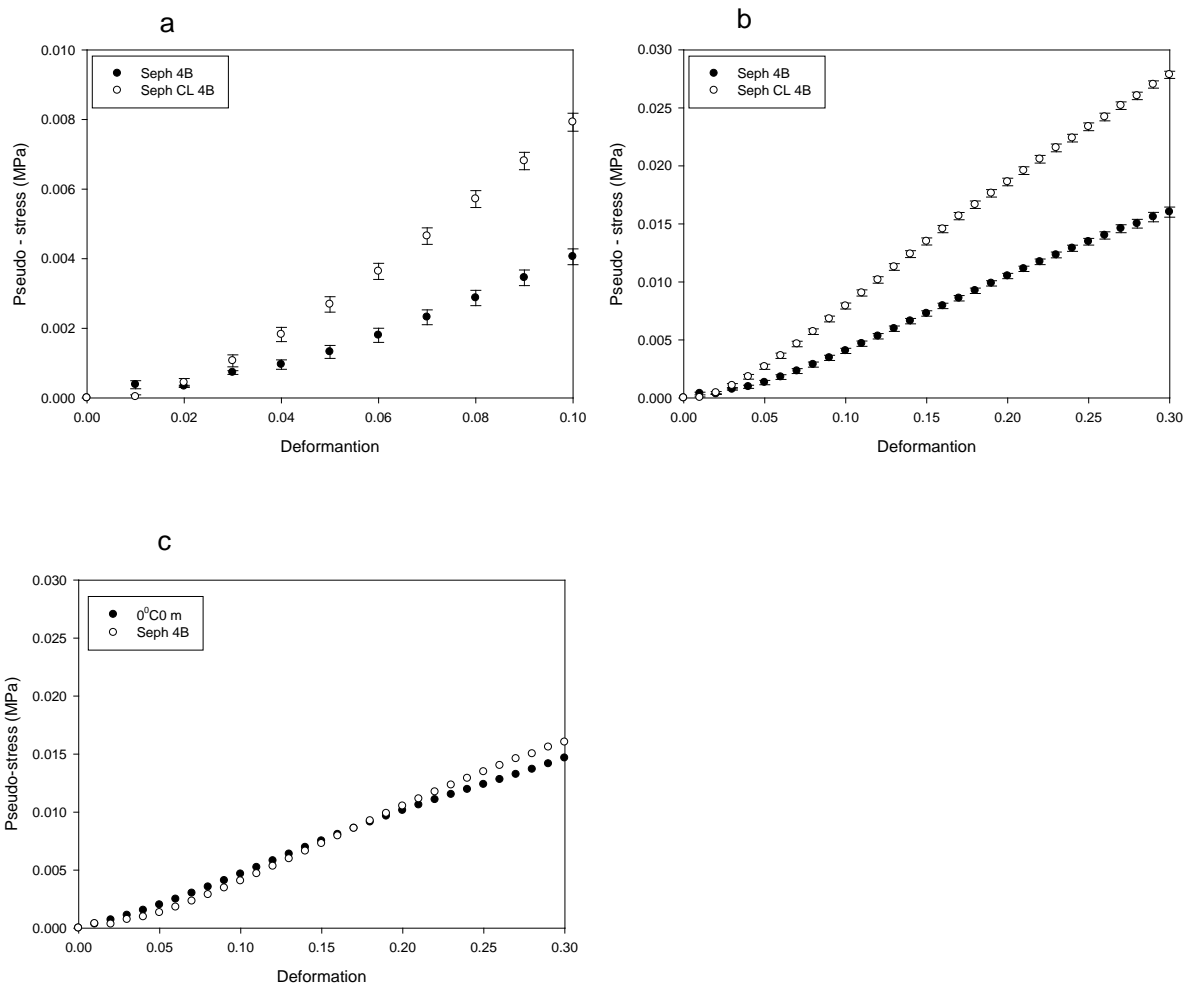 a
0.010
0.008
0.006
0.004
0.002
0.000
Pseudo - stress (MPa)
Seph 4B
Seph CL 4B
0.00 0.02 0.04 0.06 0.08 0.10
Deformantion
b
0.030
0.025
0.020
0.015
0.010
0.005
0.000
Pseudo - stress (MPa)
Seph 4B
Seph CL 4B
0.00 0.05 0.10 0.15 0.20 0.25 0.30
Deformantion
c
0.030
0.025
0.020
0.015
0.010
0.005
0.000
Pseudo-stress (MPa)
0⁰C0 m
Seph 4B
0.00 0.05 0.10 0.15 0.20 0.25 0.30
Deformation